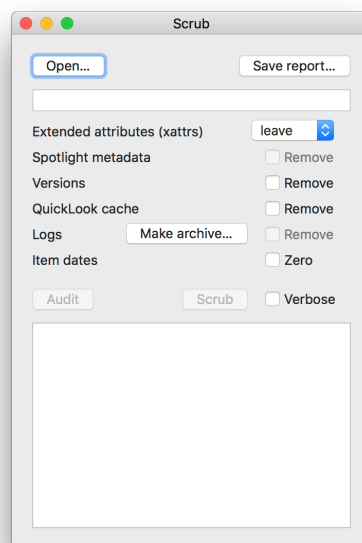 Scrub
Open... Save report...
Extended attributes (xattrs) leave
Spotlight metadata Remove
Versions Remove
QuickLook cache Remove
Logs Make archive... Remove
Item dates Zero
Audit Scrub Verbose